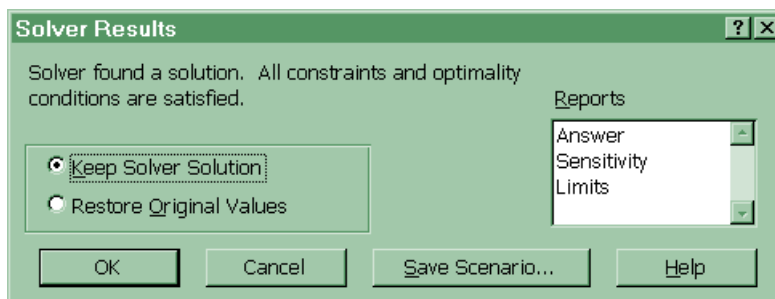 Solver Results
Solver found a solution. All constraints and optimality
conditions are satisfied.
Reports
Answer
Sensitivity
Limits
Keep Solver Solution
Restore Original Values
OK
Cancel
Save Scenario...
Help